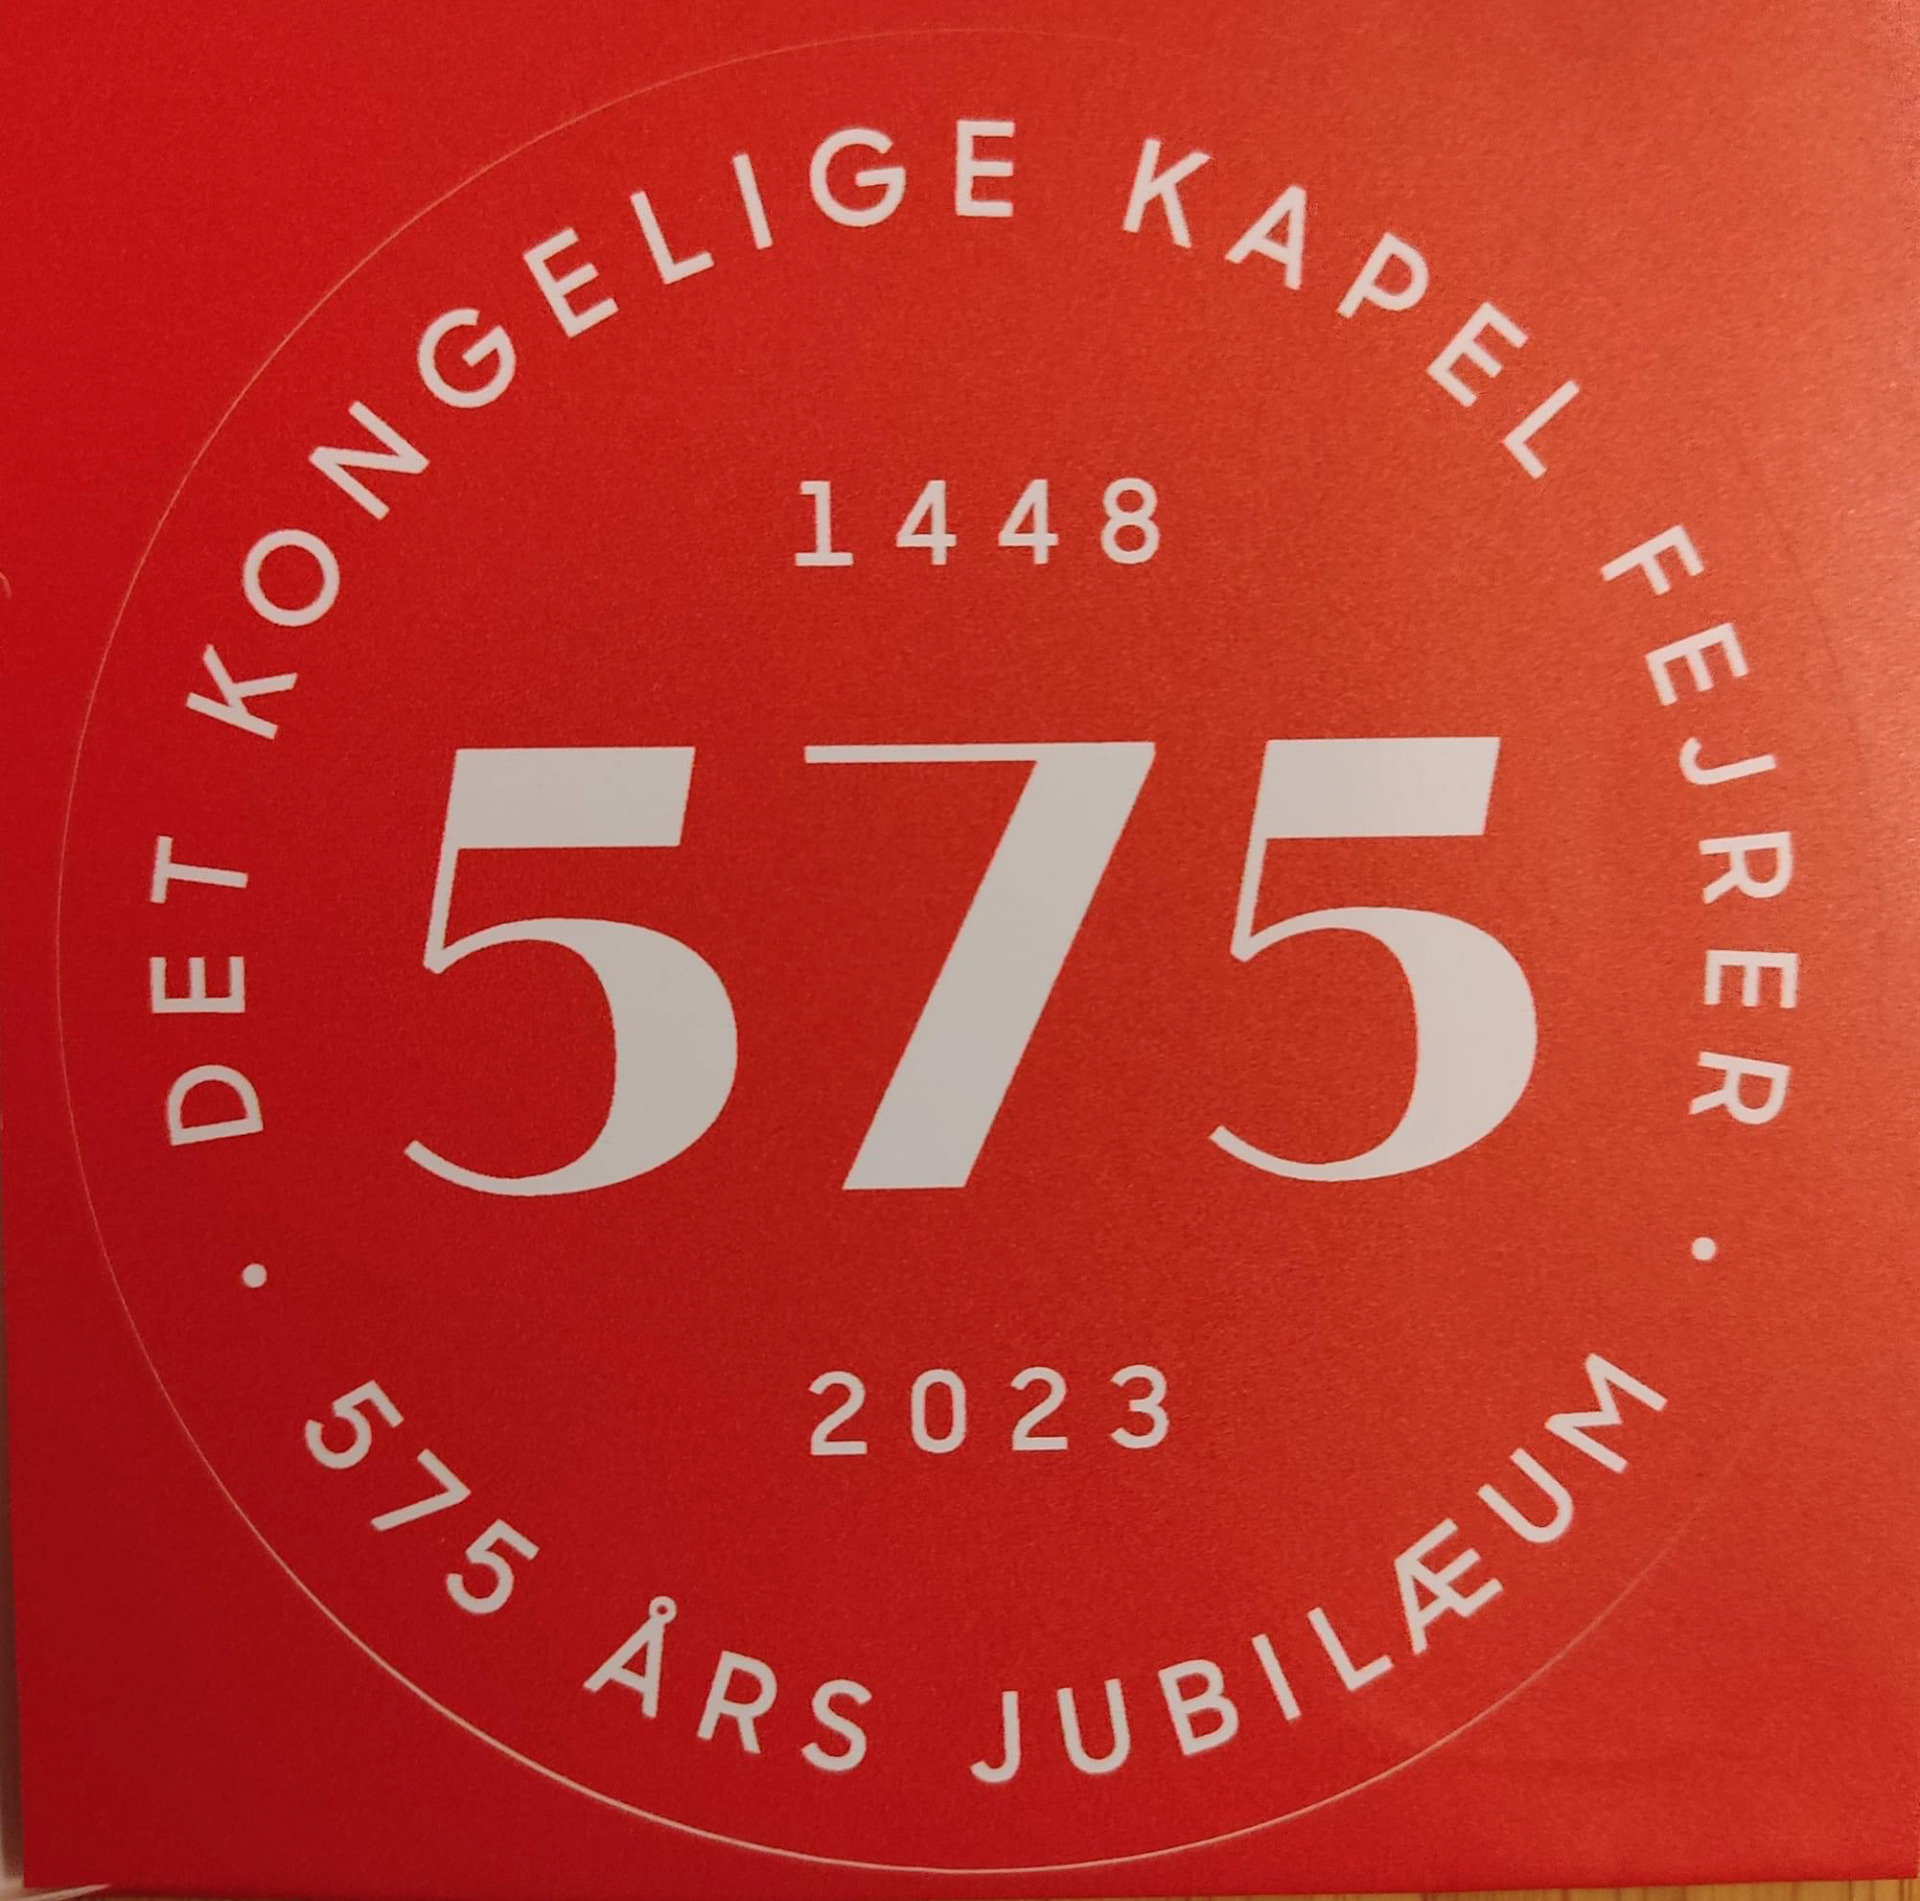 DET KONGELIGE KAPEL FEJRER
1448
575
2023
· 575 ÅRS JUBILÆUM ·